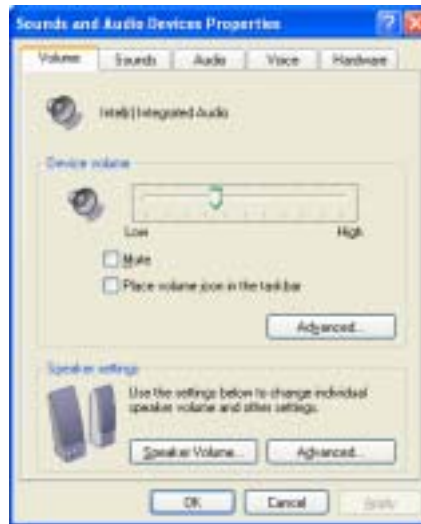 Sounds and Audio Devices Properties
Volume Sounds Audio Voice Hardware
Intel(r) Integrated Audio
Device volume
Low High
Mute
Place volume icon in the taskbar
Advanced...
Speaker settings
Use the settings below to change individual
speaker volume and other settings.
Speaker Volume... Advanced...
OK Cancel Apply